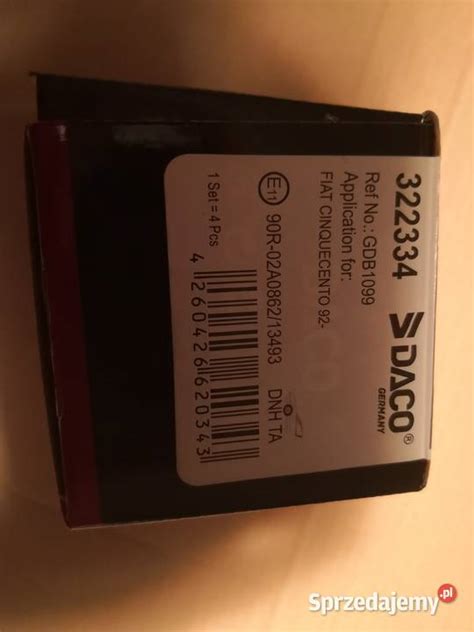 322334
DACO®
GERMANY
Ref No.: GDB1099
Application for:
FIAT CINQUECENTO 92-
E11 90R-02A0862/13493 DNH TA
1 Set = 4 Pcs
4 260426 620343
Sprzedajemy.pl